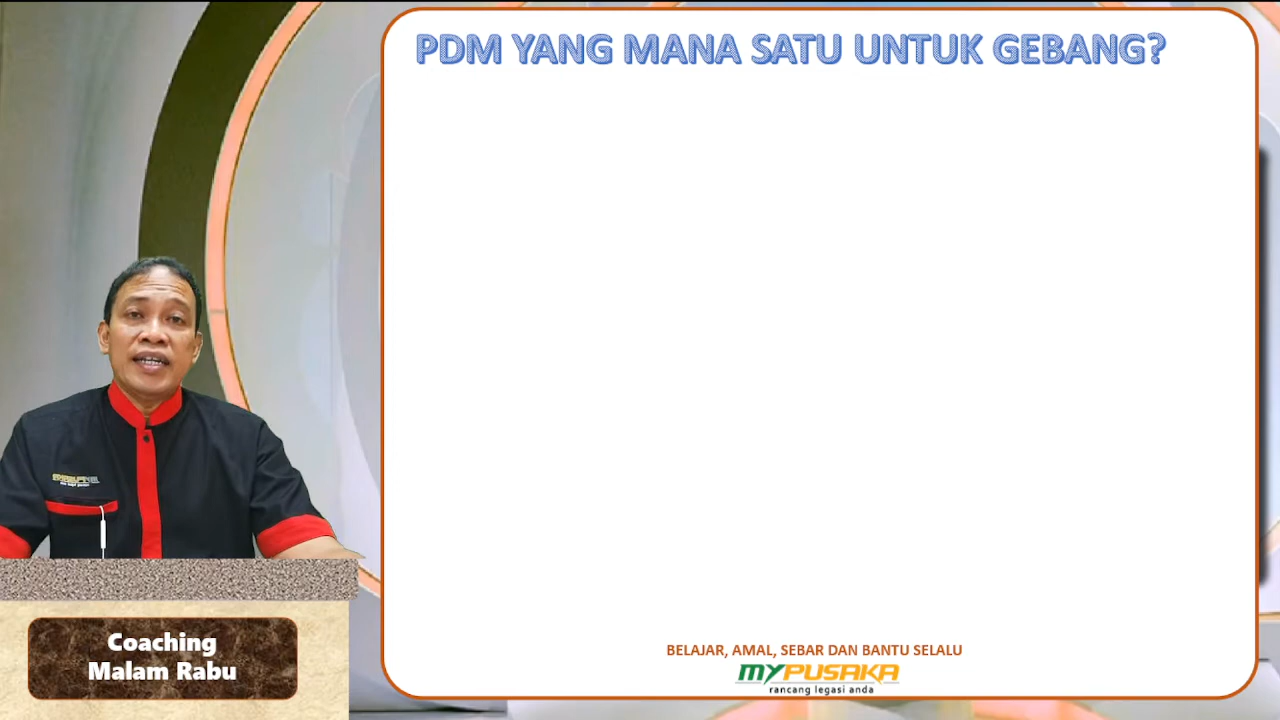 PDM YANG MANA SATU UNTUK GEBANG?
Coaching
Malam Rabu
BELAJAR, AMAL, SEBAR DAN BANTU SELALU
MYPUSAKA
rancang legasi anda